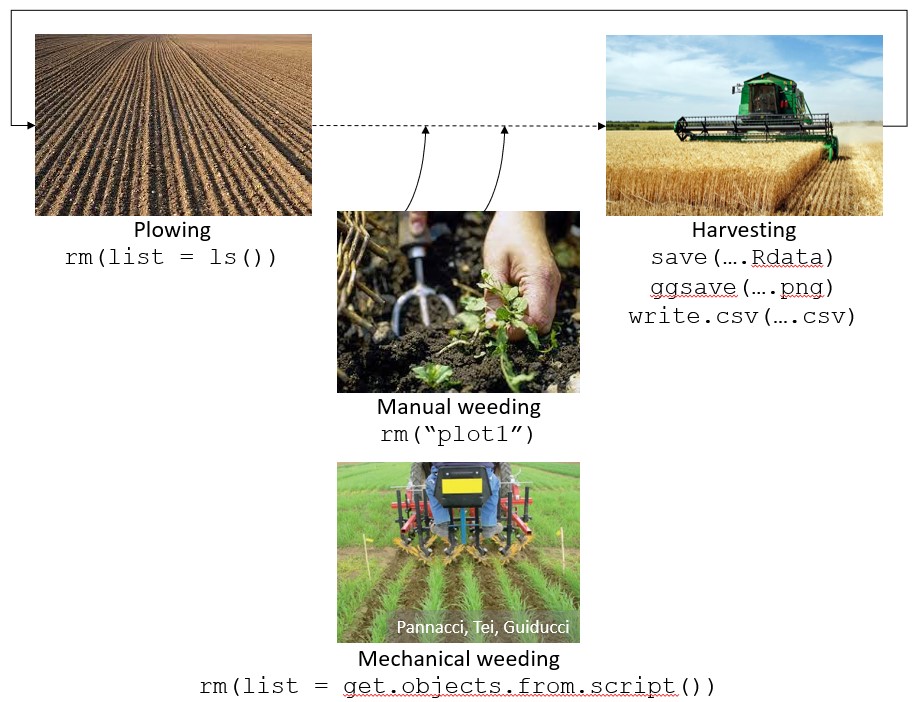 Plowing
rm(list = ls())
Harvesting
save(….Rdata)
ggsave(….png)
write.csv(….csv)
Manual weeding
rm(“plot1”)
Pannacci, Tei, Guiducci
Mechanical weeding
rm(list = get.objects.from.script())